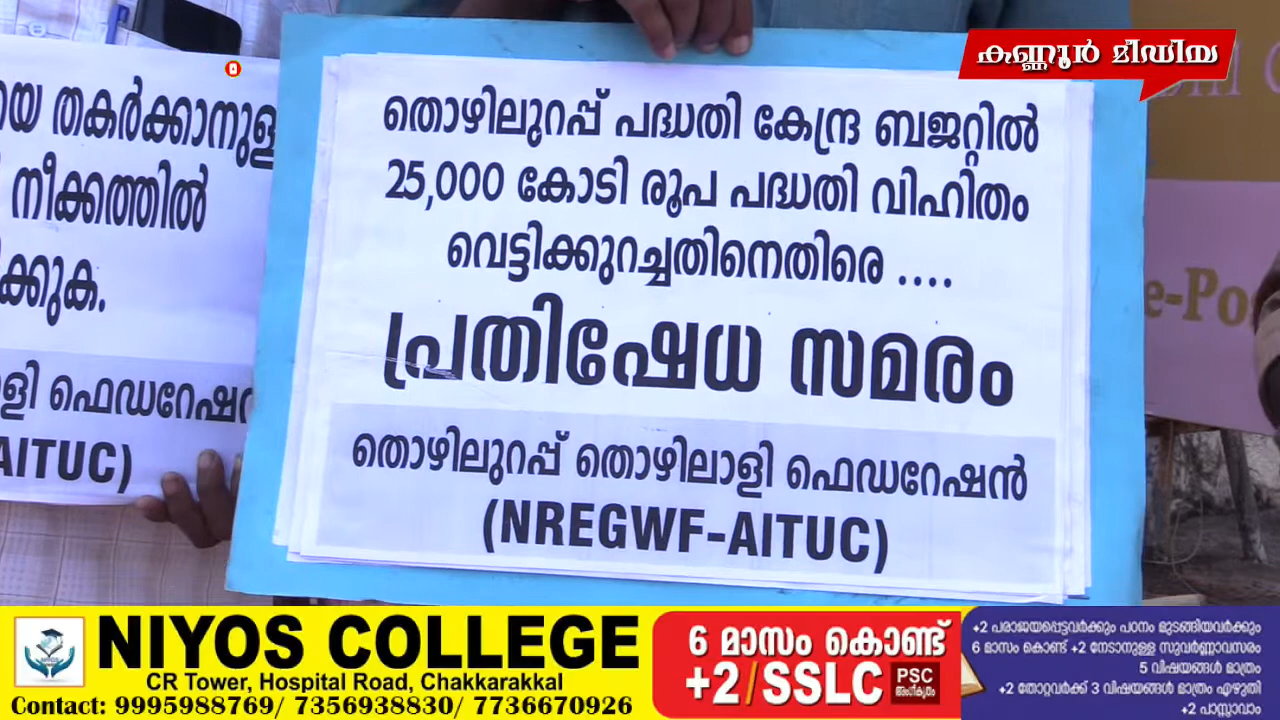 കണ്ണൂർ മീഡിയ
തകർക്കാനുള്ള
നീക്കത്തിൽ
ഫെഡറേഷൻ
AITUC)
തൊഴിലുറപ്പ് പദ്ധതി കേന്ദ്ര ബജറ്റിൽ
25,000 കോടി രൂപ പദ്ധതി വിഹിതം
വെട്ടിക്കുറച്ചതിനെതിരെ ....
പ്രതിഷേധ സമരം
തൊഴിലുറപ്പ് തൊഴിലാളി ഫെഡറേഷൻ
(NREGWF-AITUC)
e-Po
NIYOS COLLEGE
CR Tower, Hospital Road, Chakkarakkal
Contact: 9995988769/ 7356938830/ 7736670926
6 മാസം കൊണ്ട്
+2/SSLC
PSC
അംഗീകൃതം
+2 പരാജയപ്പെട്ടവർക്കും പഠനം മുടങ്ങിയവർക്കും
6 മാസം കൊണ്ട് +2 നേടാനുള്ള സുവർണ്ണാവസരം
5 വിഷയങ്ങൾ മാത്രം
+2 തോറ്റവർക്ക് 3 വിഷയങ്ങൾ മാത്രം എഴുതി
+2 പാസ്സാവാം